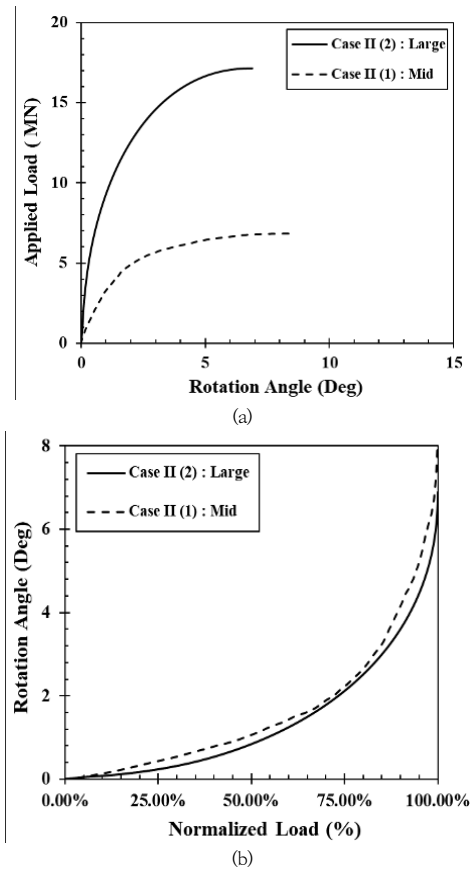 20
15
10
5
0
Applied Load ( MN)
Case II (2) : Large
Case II (1) : Mid
0
5
10
15
Rotation Angle (Deg)
(a)
8
6
4
2
0
Rotation Angle (Deg)
Case II (2) : Large
Case II (1) : Mid
0.00%
25.00%
50.00%
75.00%
100.00%
Normalized Load (%)
(b)